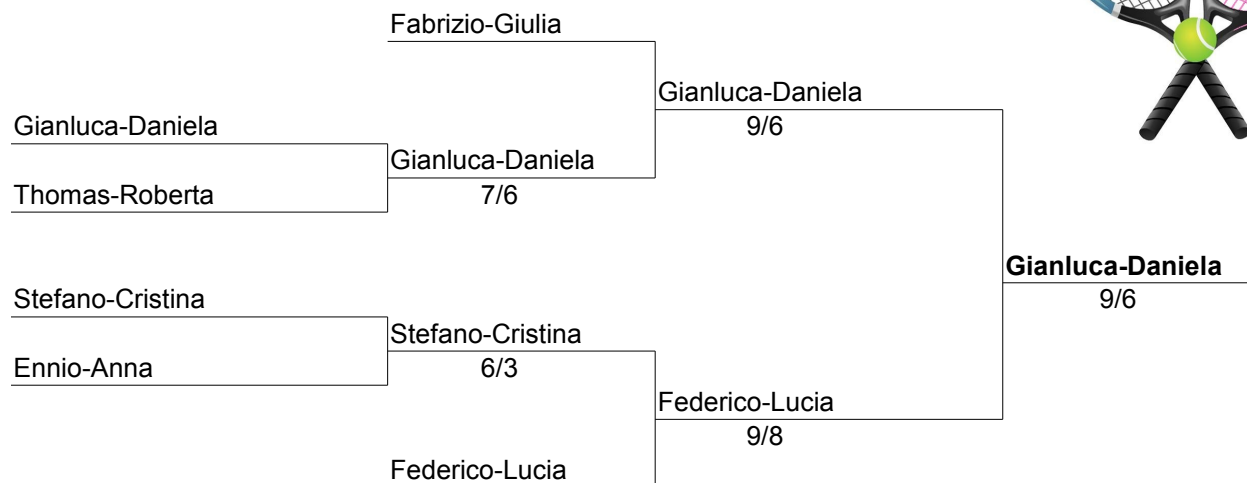 Fabrizio-Giulia
Gianluca-Daniela
9/6
Gianluca-Daniela
Gianluca-Daniela
7/6
Thomas-Roberta
Gianluca-Daniela
9/6
Stefano-Cristina
Stefano-Cristina
6/3
Ennio-Anna
Federico-Lucia
9/8
Federico-Lucia